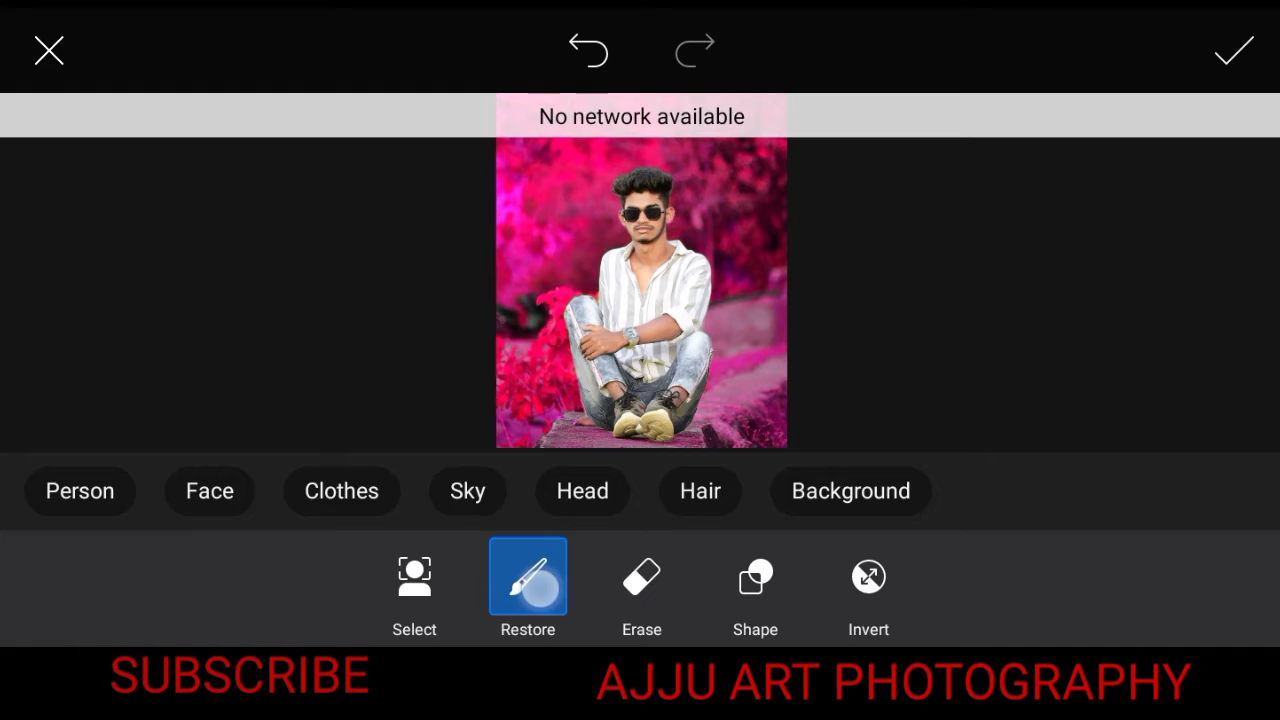 No network available
Person Face Clothes Sky Head Hair Background
Select Restore Erase Shape Invert
SUBSCRIBE AJJU ART PHOTOGRAPHY